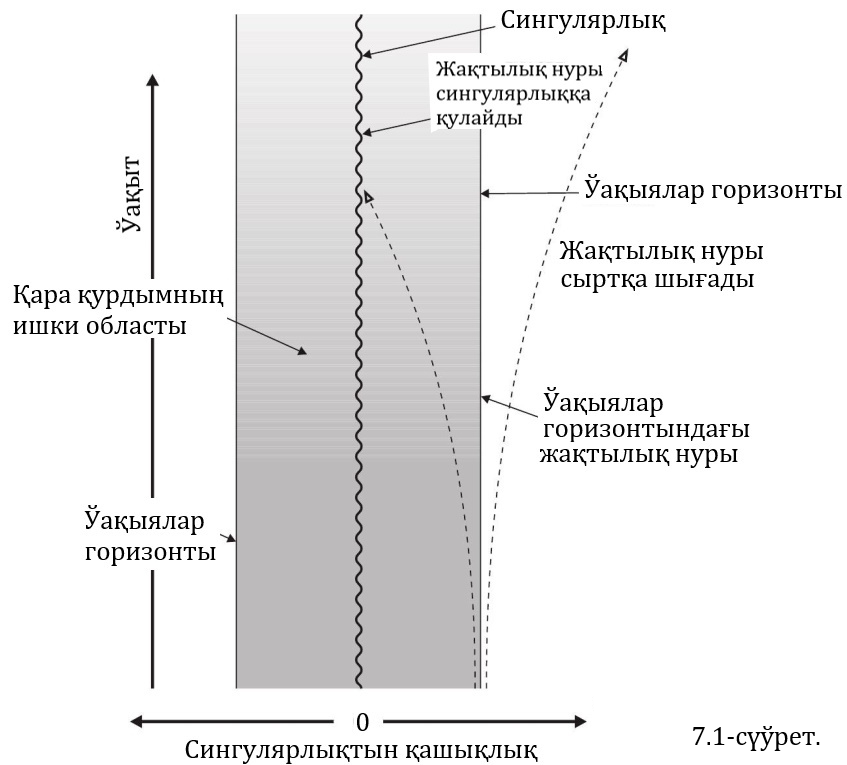 Сингулярлық
Жақтылық нуры
сингулярлыққа
қулайды
Ўақыт
Ўақыялар горизонты
Жақтылық нуры
сыртқа шығады
Қара қурдымның
ишки областы
Ўақыялар
горизонтындағы
жақтылық нуры
Ўақыялар
горизонты
0
Сингулярлықтын қашықлық
7.1-сүўрет.